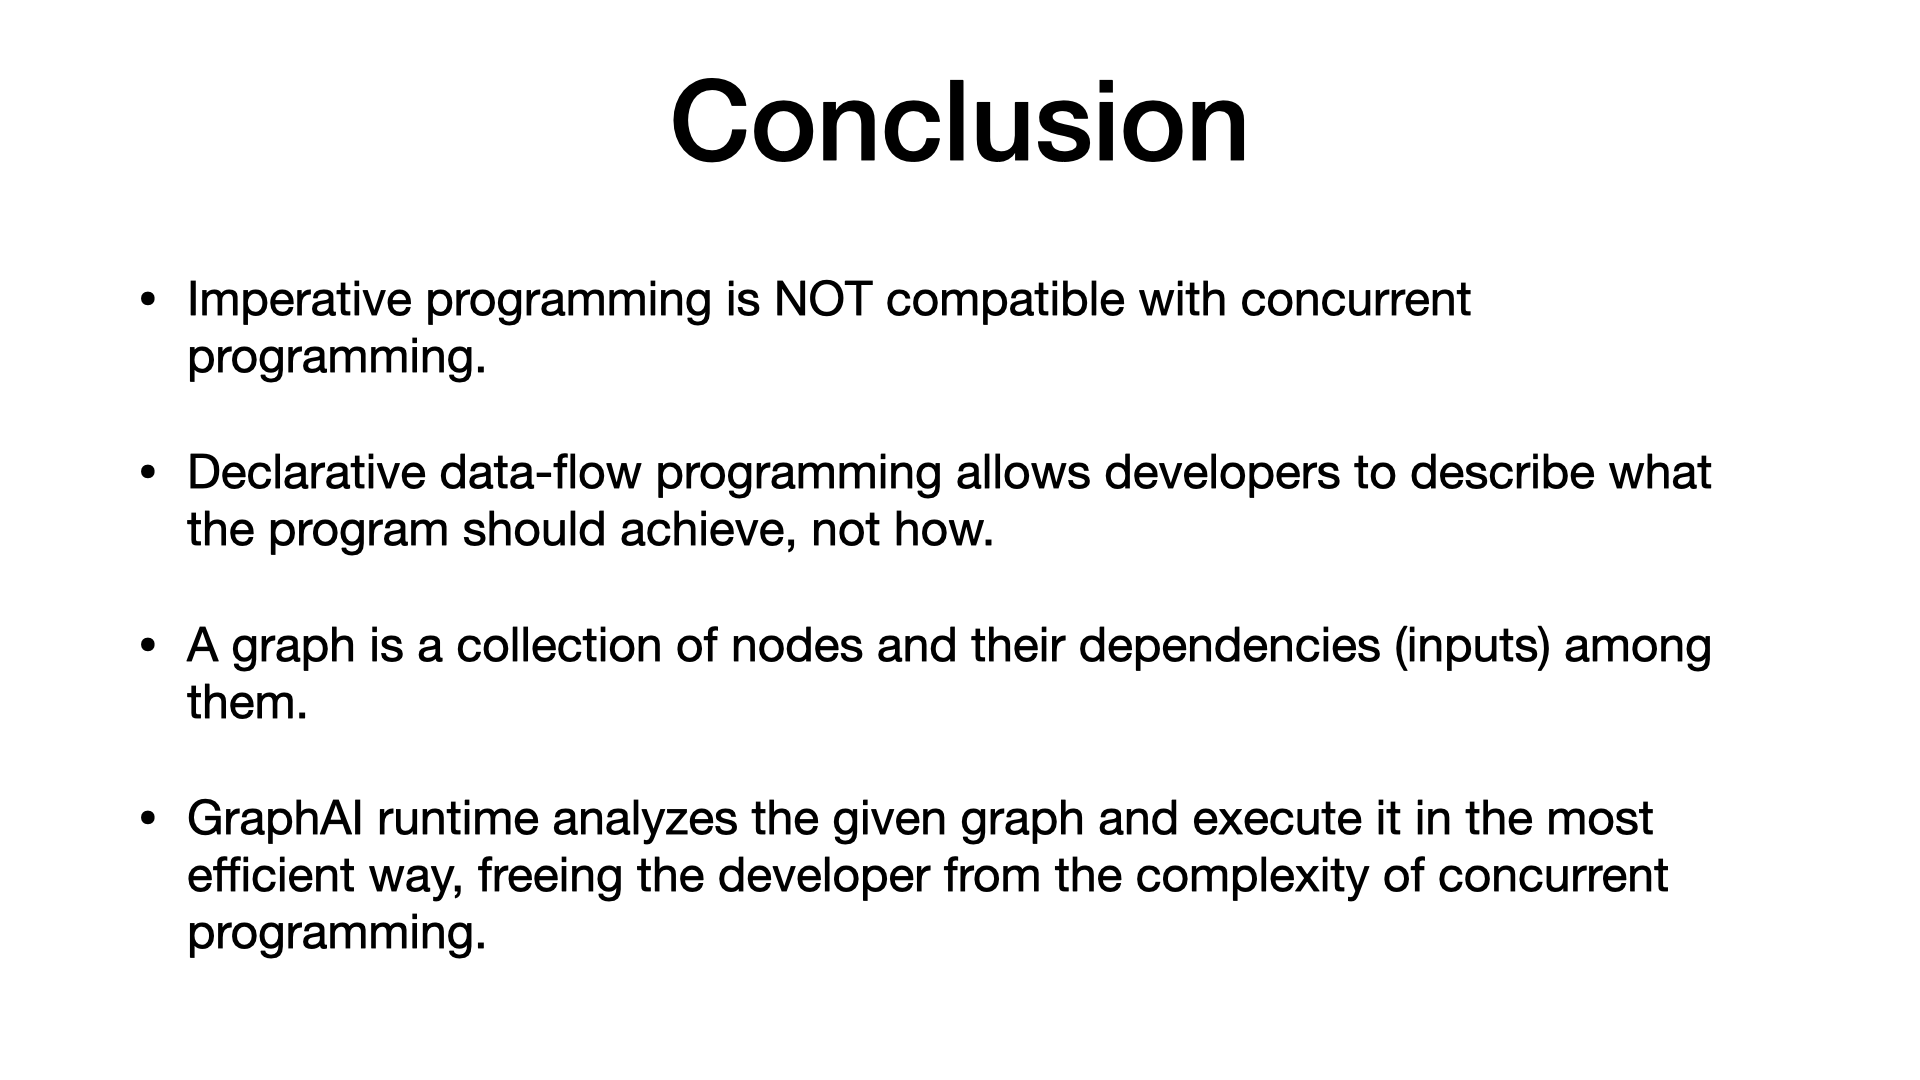 Conclusion
• Imperative programming is NOT compatible with concurrent
programming.
• Declarative data-flow programming allows developers to describe what
the program should achieve, not how.
• A graph is a collection of nodes and their dependencies (inputs) among
them.
• GraphAI runtime analyzes the given graph and execute it in the most
efficient way, freeing the developer from the complexity of concurrent
programming.